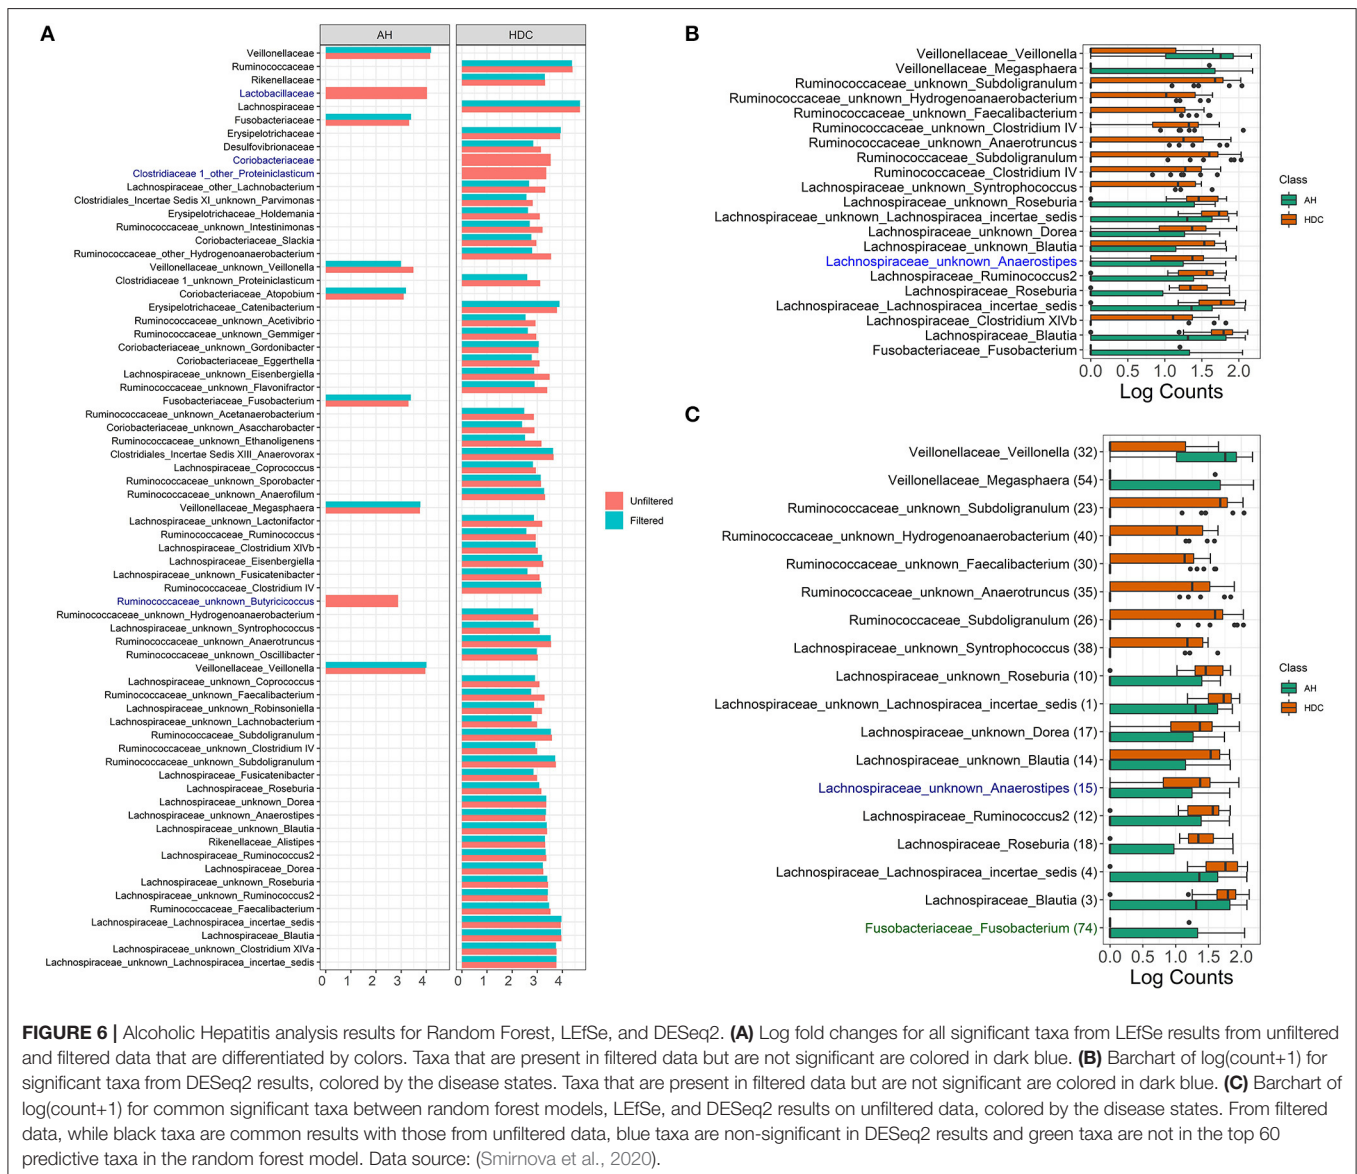 A
AH
HDC
Veillonellaceae
Ruminococcaceae
Rikenellaceae
Lactobacillaceae
Lachnospiraceae
Fusobacteriaceae
Erysipelotrichaceae
Desulfovibrionaceae
Coriobacteriaceae
Clostridiaceae 1_other_Proteiniclasticum
Lachnospiraceae_other_Lachnobacterium
Clostridiales_Incertae Sedis XI_unknown_Parvimonas
Erysipelotrichaceae_Holdemania
Ruminococcaceae_unknown_Intestinimonas
Coriobacteriaceae_Slackia
Ruminococcaceae_other_Hydrogenoanaerobacterium
Veillonellaceae_unknown_Veillonella
Clostridiaceae 1_unknown_Proteiniclasticum
Coriobacteriaceae_Atopobium
Erysipelotrichaceae_Catenibacterium
Ruminococcaceae_unknown_Acetivibrio
Ruminococcaceae_unknown_Gemmiger
Coriobacteriaceae_unknown_Gordonibacter
Coriobacteriaceae_Eggerthella
Lachnospiraceae_unknown_Eisenbergiella
Ruminococcaceae_unknown_Flavonifractor
Fusobacteriaceae_Fusobacterium
Ruminococcaceae_unknown_Acetanaerobacterium
Coriobacteriaceae_unknown_Asaccharobacter
Ruminococcaceae_unknown_Ethanoligenens
Clostridiales_Incertae Sedis XIII_Anaerovorax
Lachnospiraceae_Coprococcus
Ruminococcaceae_unknown_Sporobacter
Ruminococcaceae_unknown_Anaerofilum
Veillonellaceae_Megasphaera
Lachnospiraceae_unknown_Lactonifactor
Ruminococcaceae_Ruminococcus
Lachnospiraceae_Clostridium XIVb
Lachnospiraceae_Eisenbergiella
Lachnospiraceae_unknown_Fusicatenibacter
Ruminococcaceae_Clostridium IV
Ruminococcaceae_unknown_Butyricicoccus
Ruminococcaceae_unknown_Hydrogenoanaerobacterium
Lachnospiraceae_unknown_Syntrophococcus
Ruminococcaceae_unknown_Anaerotruncus
Ruminococcaceae_unknown_Oscillibacter
Veillonellaceae_Veillonella
Lachnospiraceae_unknown_Coprococcus
Ruminococcaceae_unknown_Faecalibacterium
Lachnospiraceae_unknown_Robinsoniella
Lachnospiraceae_unknown_Lachnobacterium
Ruminococcaceae_Subdoligranulum
Ruminococcaceae_unknown_Clostridium IV
Ruminococcaceae_unknown_Subdoligranulum
Lachnospiraceae_Fusicatenibacter
Lachnospiraceae_Roseburia
Lachnospiraceae_unknown_Dorea
Lachnospiraceae_unknown_Anaerostipes
Lachnospiraceae_unknown_Blautia
Rikenellaceae_Alistipes
Lachnospiraceae_Ruminococcus2
Lachnospiraceae_Dorea
Lachnospiraceae_unknown_Roseburia
Lachnospiraceae_unknown_Ruminococcus2
Ruminococcaceae_Faecalibacterium
Lachnospiraceae_Lachnospiracea_incertae_sedis
Lachnospiraceae_Blautia
Lachnospiraceae_unknown_Clostridium XIVa
Lachnospiraceae_unknown_Lachnospiracea_incertae_sedis
0 1 2 3 4
0 1 2 3 4
Unfiltered
Filtered
B
Veillonellaceae_Veillonella
Veillonellaceae_Megasphaera
Ruminococcaceae_unknown_Subdoligranulum
Ruminococcaceae_unknown_Hydrogenoanaerobacterium
Ruminococcaceae_unknown_Faecalibacterium
Ruminococcaceae_unknown_Clostridium IV
Ruminococcaceae_unknown_Anaerotruncus
Ruminococcaceae_Subdoligranulum
Ruminococcaceae_Clostridium IV
Lachnospiraceae_unknown_Syntrophococcus
Lachnospiraceae_unknown_Roseburia
Lachnospiraceae_unknown_Lachnospiracea_incertae_sedis
Lachnospiraceae_unknown_Dorea
Lachnospiraceae_unknown_Blautia
Lachnospiraceae_unknown_Anaerostipes
Lachnospiraceae_Ruminococcus2
Lachnospiraceae_Roseburia
Lachnospiraceae_Lachnospiracea_incertae_sedis
Lachnospiraceae_Clostridium XIVb
Lachnospiraceae_Blautia
Fusobacteriaceae_Fusobacterium
0.0 0.5 1.0 1.5 2.0
Log Counts
Class
AH
HDC
C
Veillonellaceae_Veillonella (32)
Veillonellaceae_Megasphaera (54)
Ruminococcaceae_unknown_Subdoligranulum (23)
Ruminococcaceae_unknown_Hydrogenoanaerobacterium (40)
Ruminococcaceae_unknown_Faecalibacterium (30)
Ruminococcaceae_unknown_Anaerotruncus (35)
Ruminococcaceae_Subdoligranulum (26)
Lachnospiraceae_unknown_Syntrophococcus (38)
Lachnospiraceae_unknown_Roseburia (10)
Lachnospiraceae_unknown_Lachnospiracea_incertae_sedis (1)
Lachnospiraceae_unknown_Dorea (17)
Lachnospiraceae_unknown_Blautia (14)
Lachnospiraceae_unknown_Anaerostipes (15)
Lachnospiraceae_Ruminococcus2 (12)
Lachnospiraceae_Roseburia (18)
Lachnospiraceae_Lachnospiracea_incertae_sedis (4)
Lachnospiraceae_Blautia (3)
Fusobacteriaceae_Fusobacterium (74)
0.0 0.5 1.0 1.5 2.0
Log Counts
Class
AH
HDC
FIGURE 6 | Alcoholic Hepatitis analysis results for Random Forest, LEfSe, and DESeq2. (A) Log fold changes for all significant taxa from LEfSe results from unfiltered
and filtered data that are differentiated by colors. Taxa that are present in filtered data but are not significant are colored in dark blue. (B) Barchart of log(count+1) for
significant taxa from DESeq2 results, colored by the disease states. Taxa that are present in filtered data but are not significant are colored in dark blue. (C) Barchart of
log(count+1) for common significant taxa between random forest models, LEfSe, and DESeq2 results on unfiltered data, colored by the disease states. From filtered
data, while black taxa are common results with those from unfiltered data, blue taxa are non-significant in DESeq2 results and green taxa are not in the top 60
predictive taxa in the random forest model. Data source: (Smirnova et al., 2020).